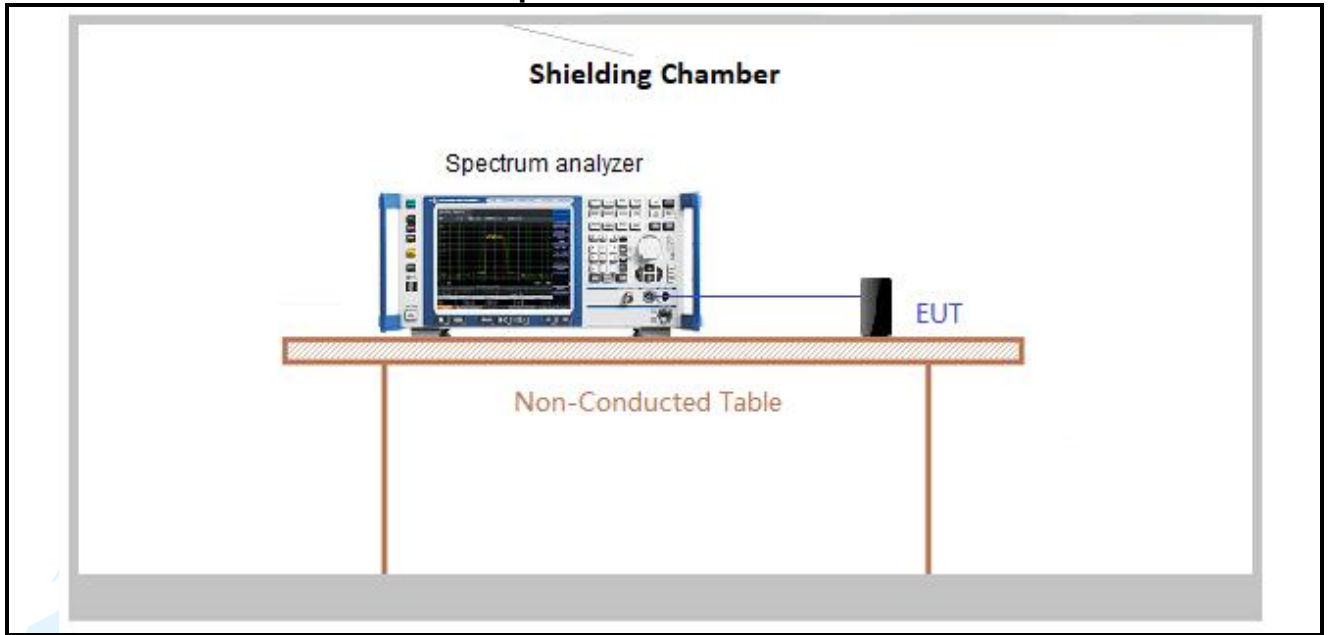 Shielding Chamber
Spectrum analyzer
EUT
Non-Conducted Table